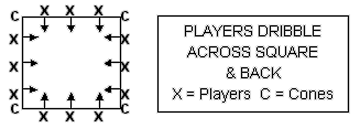 C X X X C
X X
X X
X X
C X X X C
PLAYERS DRIBBLE
ACROSS SQUARE
& BACK
X = Players C = Cones